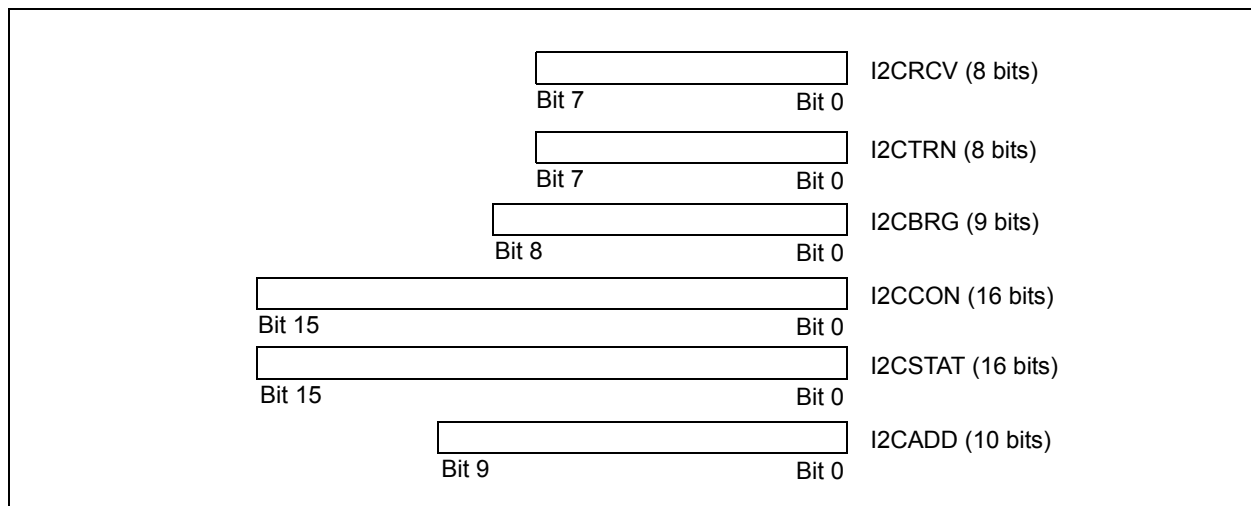 I2CRCV (8 bits)
Bit 7 Bit 0
I2CTRN (8 bits)
Bit 7 Bit 0
I2CBRG (9 bits)
Bit 8 Bit 0
I2CCON (16 bits)
Bit 15 Bit 0
I2CSTAT (16 bits)
Bit 15 Bit 0
I2CADD (10 bits)
Bit 9 Bit 0